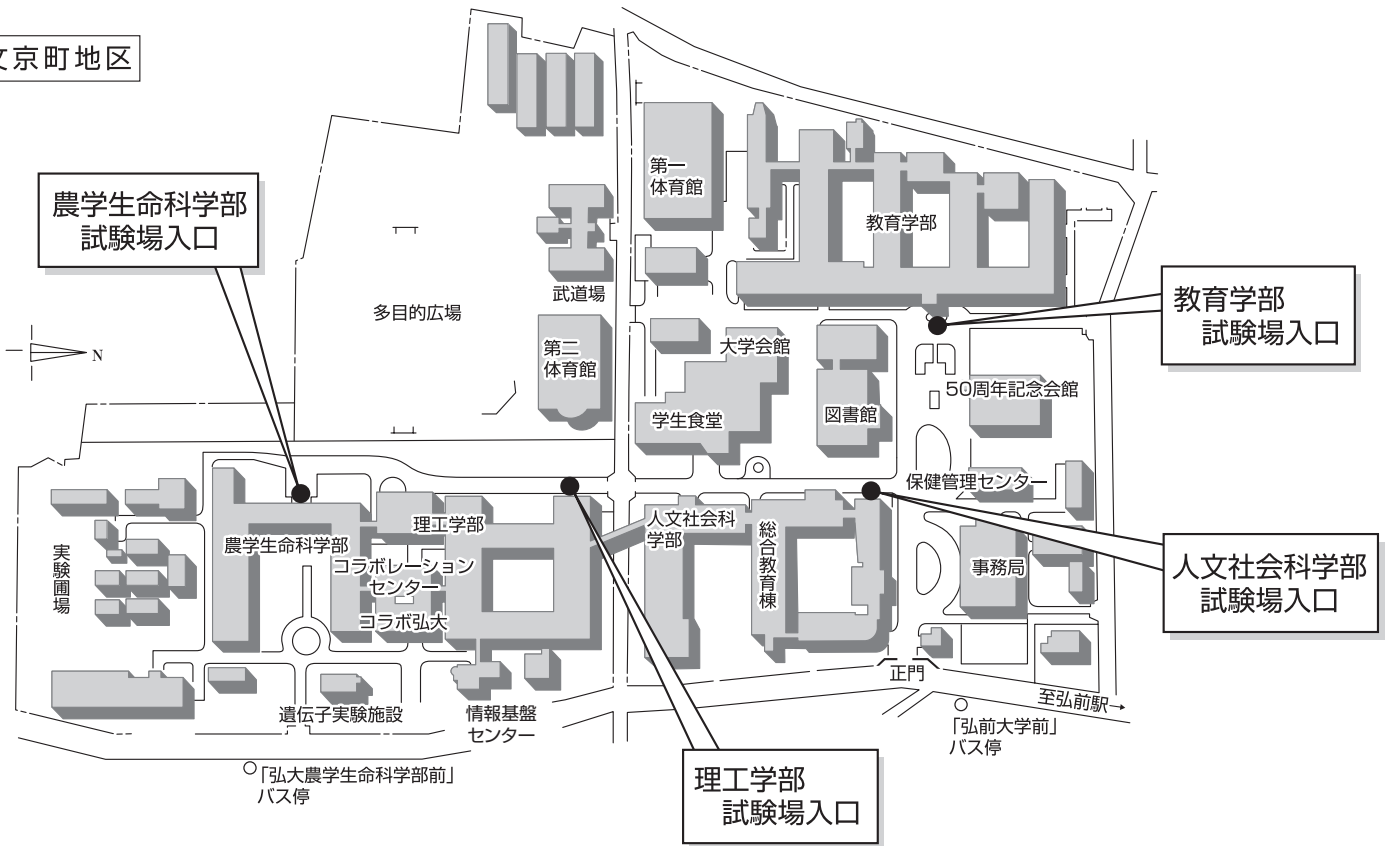 文京町地区
農学生命科学部
試験場入口
第一
体育館
教育学部
武道場
多目的広場
教育学部
試験場入口
N
第二
体育館
大学会館
50周年記念会館
学生食堂
図書館
保健管理センター
人文社会科
学部
総合教育棟
理工学部
農学生命科学部
コラボレーション
センター
コラボ弘大
実験圃場
事務局
人文社会科学部
試験場入口
正門
至弘前駅→
遺伝子実験施設
情報基盤
センター
「弘前大学前」
バス停
「弘大農学生命科学部前」
バス停
理工学部
試験場入口